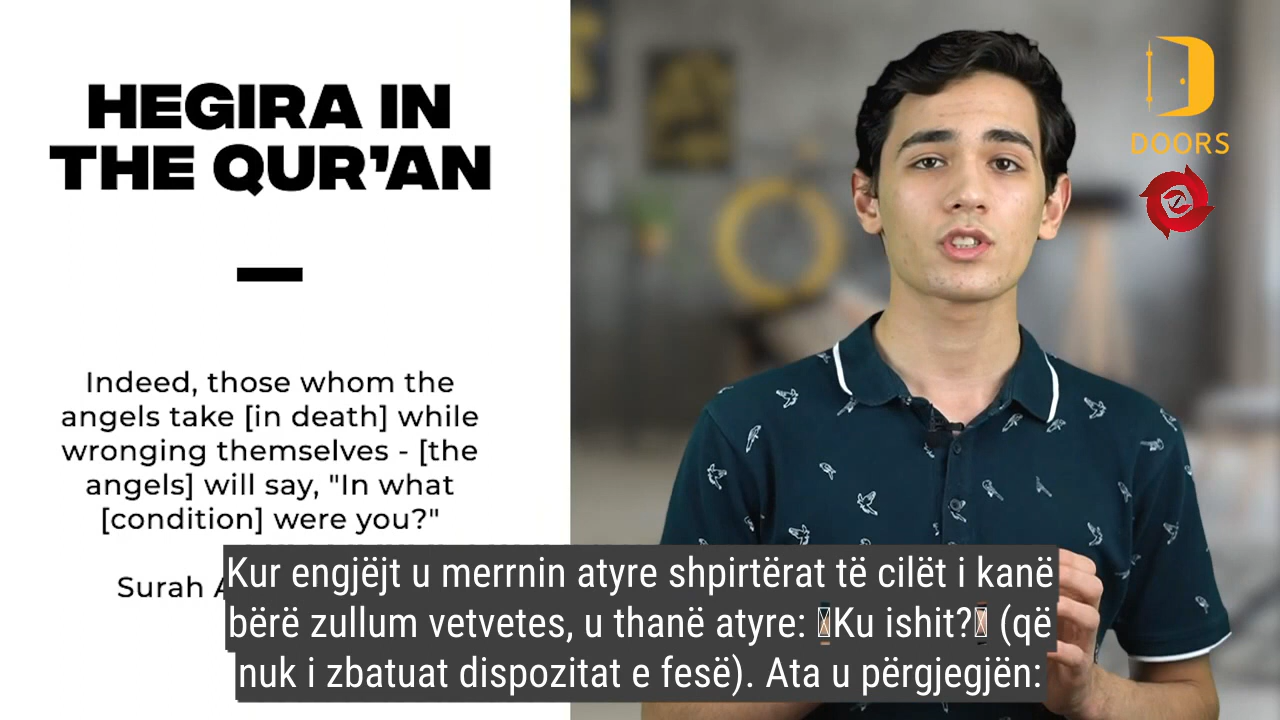 HEGIRA IN
THE QUR’AN
Indeed, those whom the
angels take [in death] while
wronging themselves - [the
angels] will say, "In what
[condition] were you?"
Surah
DOORS
Kur engjëjt u merrnin atyre shpirtërat të cilët i kanë
bërë zullum vetvetes, u thanë atyre: Ku ishit? (që
nuk i zbatuat dispozitat e fesë). Ata u përgjegjën: